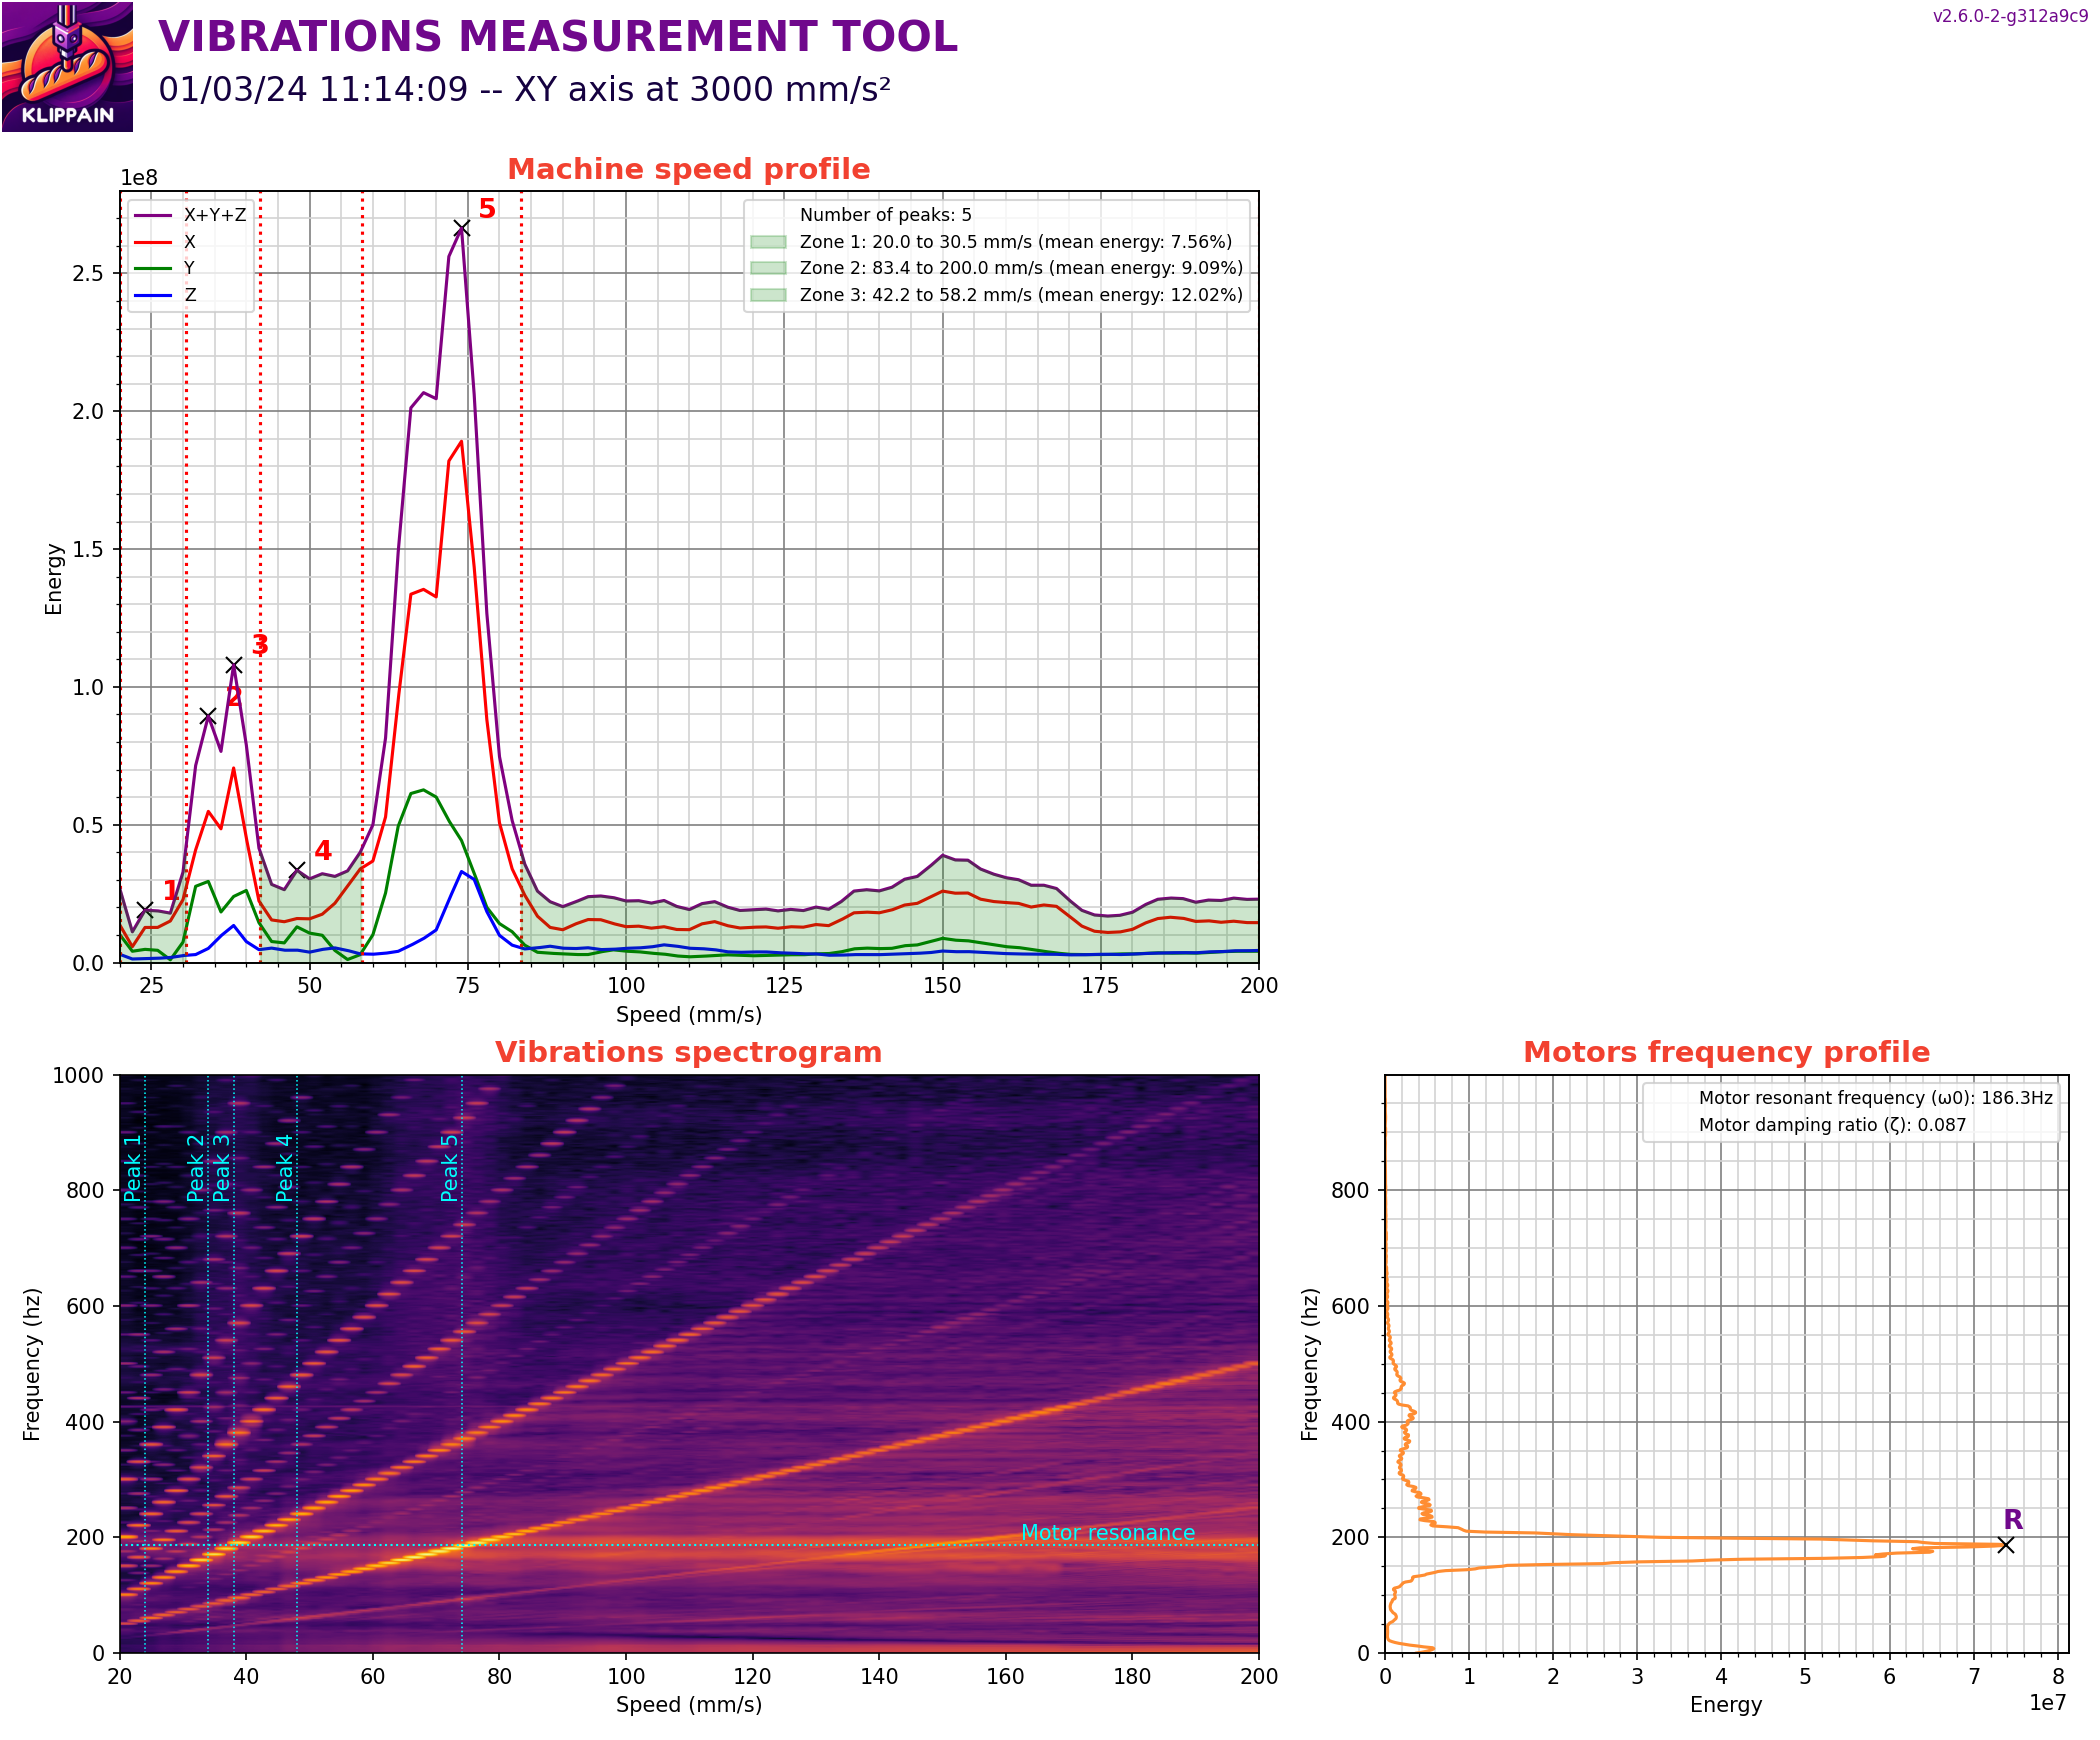 KLIPPAIN
VIBRATIONS MEASUREMENT TOOL
01/03/24 11:14:09 -- XY axis at 3000 mm/s²
v2.6.0-2-g312a9c9
Machine speed profile
1e8
X+Y+Z
X
Y
Z
Number of peaks: 5
Zone 1: 20.0 to 30.5 mm/s (mean energy: 7.56%)
Zone 2: 83.4 to 200.0 mm/s (mean energy: 9.09%)
Zone 3: 42.2 to 58.2 mm/s (mean energy: 12.02%)
5
3
2
4
1
2.5
2.0
1.5
1.0
0.5
0.0
Energy
25 50 75 100 125 150 175 200
Speed (mm/s)
Vibrations spectrogram
1000
800
600
400
200
0
Frequency (hz)
Peak 1
Peak 2
Peak 3
Peak 4
Peak 5
Motor resonance
20 40 60 80 100 120 140 160 180 200
Speed (mm/s)
Motors frequency profile
Motor resonant frequency (ω0): 186.3Hz
Motor damping ratio (ζ): 0.087
R
800
600
400
200
0
Frequency (hz)
0 1 2 3 4 5 6 7 8
1e7
Energy